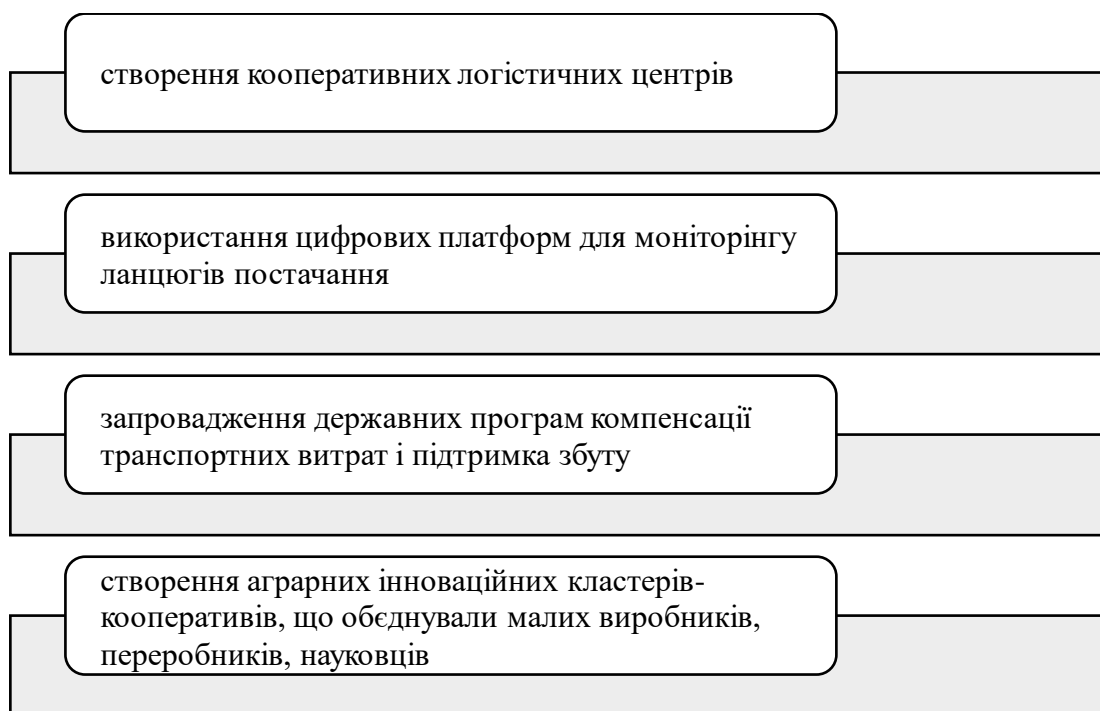 створення кооперативних логістичних центрів
використання цифрових платформ для моніторінгу
ланцюгів постачання
запровадження державних програм компенсації
транспортних витрат і підтримка збуту
створення аграрних інноваційних кластерів-
кооперативів, що обєднували малих виробників,
переробників, науковців